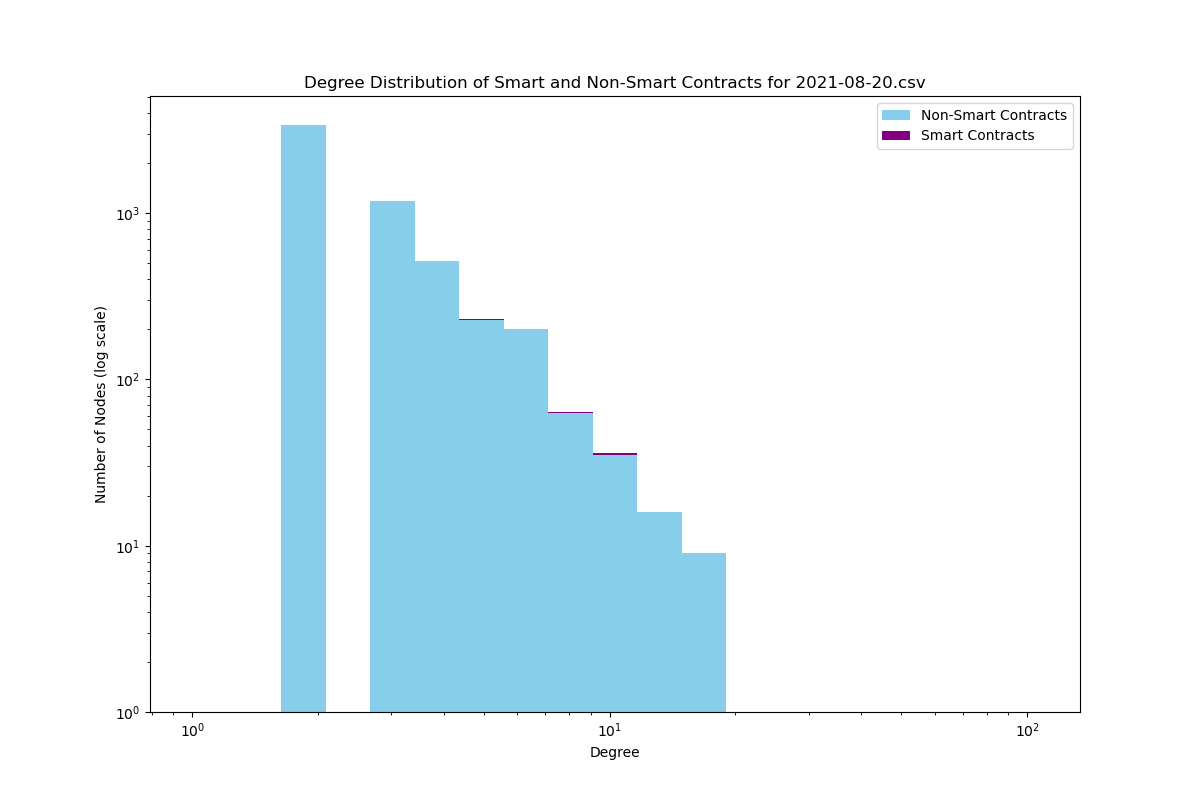 Degree Distribution of Smart and Non-Smart Contracts for 2021-08-20.csv
Non-Smart Contracts
Smart Contracts
Number of Nodes (log scale)
10³
10²
10¹
10⁰
10⁰ 10¹ 10²
Degree